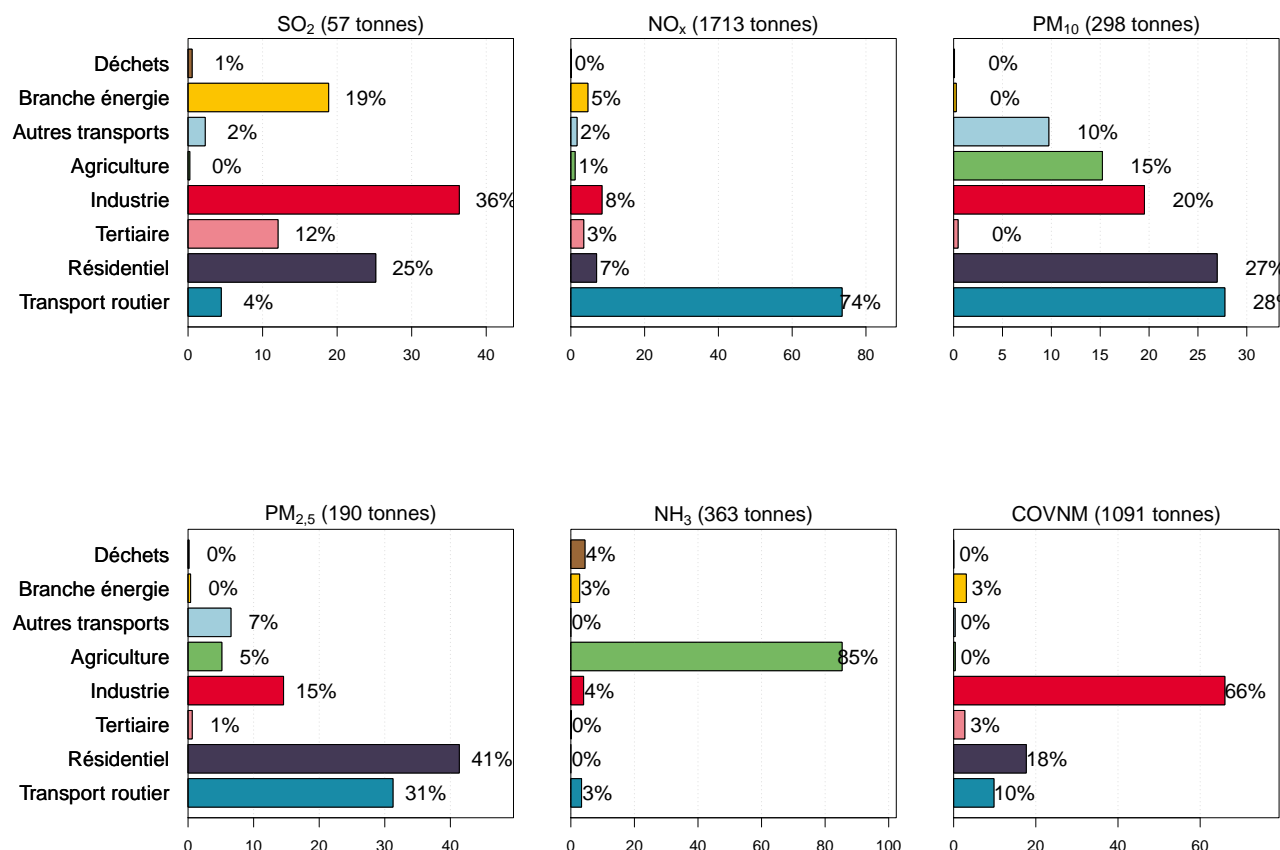 SO₂ (57 tonnes)
NOₓ (1713 tonnes)
PM₁₀ (298 tonnes)
Déchets 1% 0% 0%
Branche énergie 19% 5% 0%
Autres transports 2% 2% 10%
Agriculture 0% 1% 15%
Industrie 36% 8% 20%
Tertiaire 12% 3% 0%
Résidentiel 25% 7% 27%
Transport routier 4% 74% 28%
0 10 20 30 40
0 20 40 60 80
0 5 10 15 20 25 30
PM₂,₅ (190 tonnes)
NH₃ (363 tonnes)
COVNM (1091 tonnes)
Déchets 0% 4% 0%
Branche énergie 0% 3% 3%
Autres transports 7% 0% 0%
Agriculture 5% 85% 0%
Industrie 15% 4% 66%
Tertiaire 1% 0% 3%
Résidentiel 41% 0% 18%
Transport routier 31% 3% 10%
0 10 20 30 40
0 20 40 60 80 100
0 20 40 60